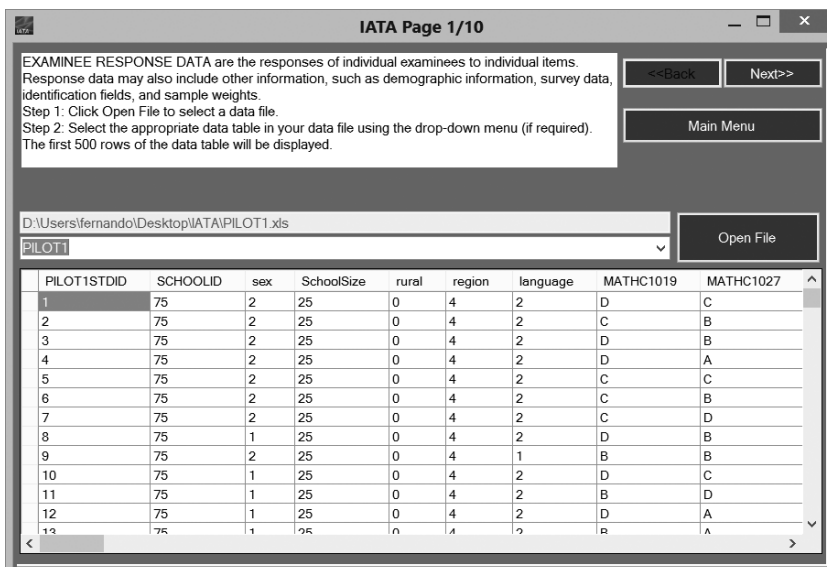 IATA Page 1/10
EXAMINEE RESPONSE DATA are the responses of individual examinees to individual items.
Response data may also include other information, such as demographic information, survey data,
identification fields, and sample weights.
Step 1: Click Open File to select a data file.
Step 2: Select the appropriate data table in your data file using the drop-down menu (if required).
The first 500 rows of the data table will be displayed.
<<Back Next>>
Main Menu
D:\Users\fernando\Desktop\IATA\PILOT1.xls
PILOT1
Open File
PILOT1STDID SCHOOLID sex SchoolSize rural region language MATHC1019 MATHC1027
1 75 2 25 0 4 2 D C
2 75 2 25 0 4 2 C B
3 75 2 25 0 4 2 D B
4 75 2 25 0 4 2 D A
5 75 2 25 0 4 2 C C
6 75 2 25 0 4 2 C B
7 75 2 25 0 4 2 C D
8 75 1 25 0 4 2 D B
9 75 2 25 0 4 1 B B
10 75 1 25 0 4 2 D C
11 75 1 25 0 4 2 B D
12 75 1 25 0 4 2 D A
13 75 1 25 0 4 2 B A